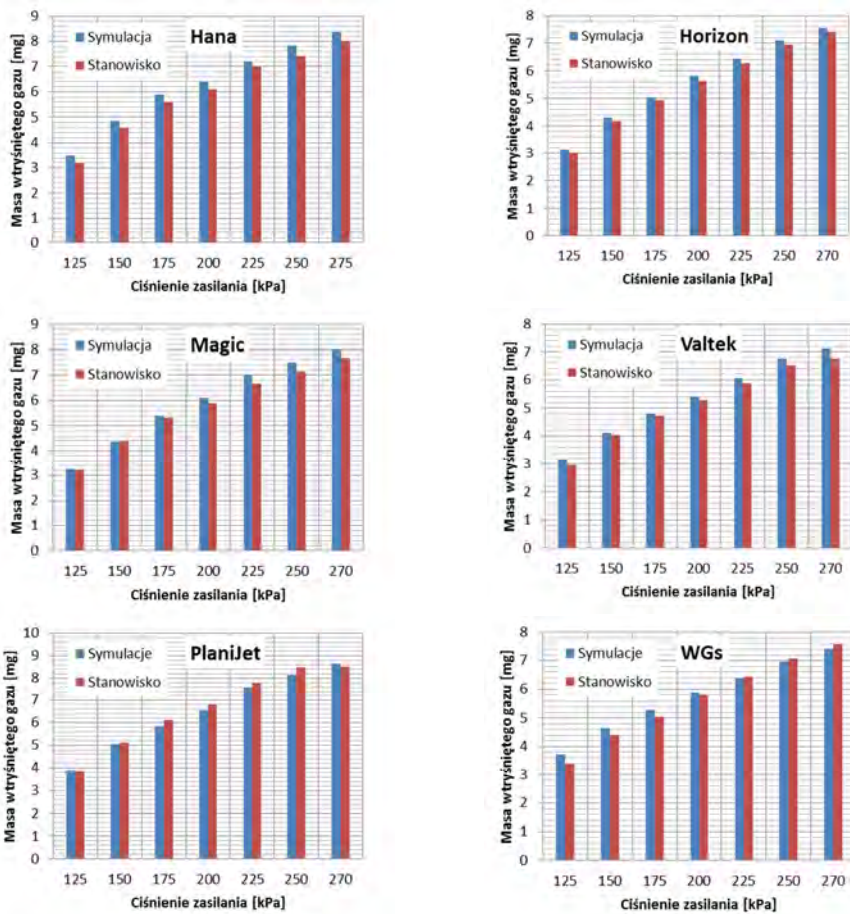 Hana
Symulacja
Stanowisko
Masa wtryśniętego gazu [mg]
9
8
7
6
5
4
3
2
1
0
125 150 175 200 225 250 275
Ciśnienie zasilania [kPa]
Horizon
Symulacja
Stanowisko
Masa wtryśniętego gazu [mg]
8
7
6
5
4
3
2
1
0
125 150 175 200 225 250 270
Ciśnienie zasilania [kPa]
Magic
Symulacja
Stanowisko
Masa wtryśniętego gazu [mg]
9
8
7
6
5
4
3
2
1
0
125 150 175 200 225 250 270
Ciśnienie zasilania [kPa]
Valtek
Symulacja
Stanowisko
Masa wtryśniętego gazu [mg]
8
7
6
5
4
3
2
1
0
125 150 175 200 225 250 270
Ciśnienie zasilania [kPa]
PlaniJet
Symulacje
Stanowisko
Masa wtryśniętego gazu [mg]
10
9
8
7
6
5
4
3
2
1
0
125 150 175 200 225 250 270
Ciśnienie zasilania [kPa]
WGs
Symulacje
Stanowisko
Masa wtryśniętego gazu [mg]
8
7
6
5
4
3
2
1
0
125 150 175 200 225 250 270
Ciśnienie zasilania [kPa]